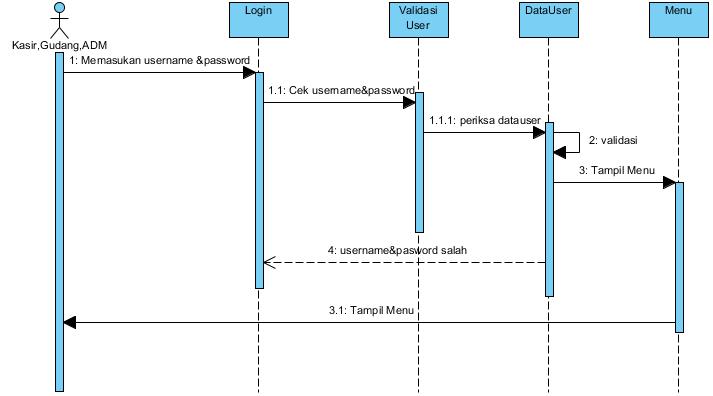 Login
Validasi
User
DataUser
Menu
Kasir,Gudang,ADM
1: Memasukan username &password
1.1: Cek username&password
1.1.1: periksa datauser
2: validasi
3: Tampil Menu
4: username&pasword salah
3.1: Tampil Menu